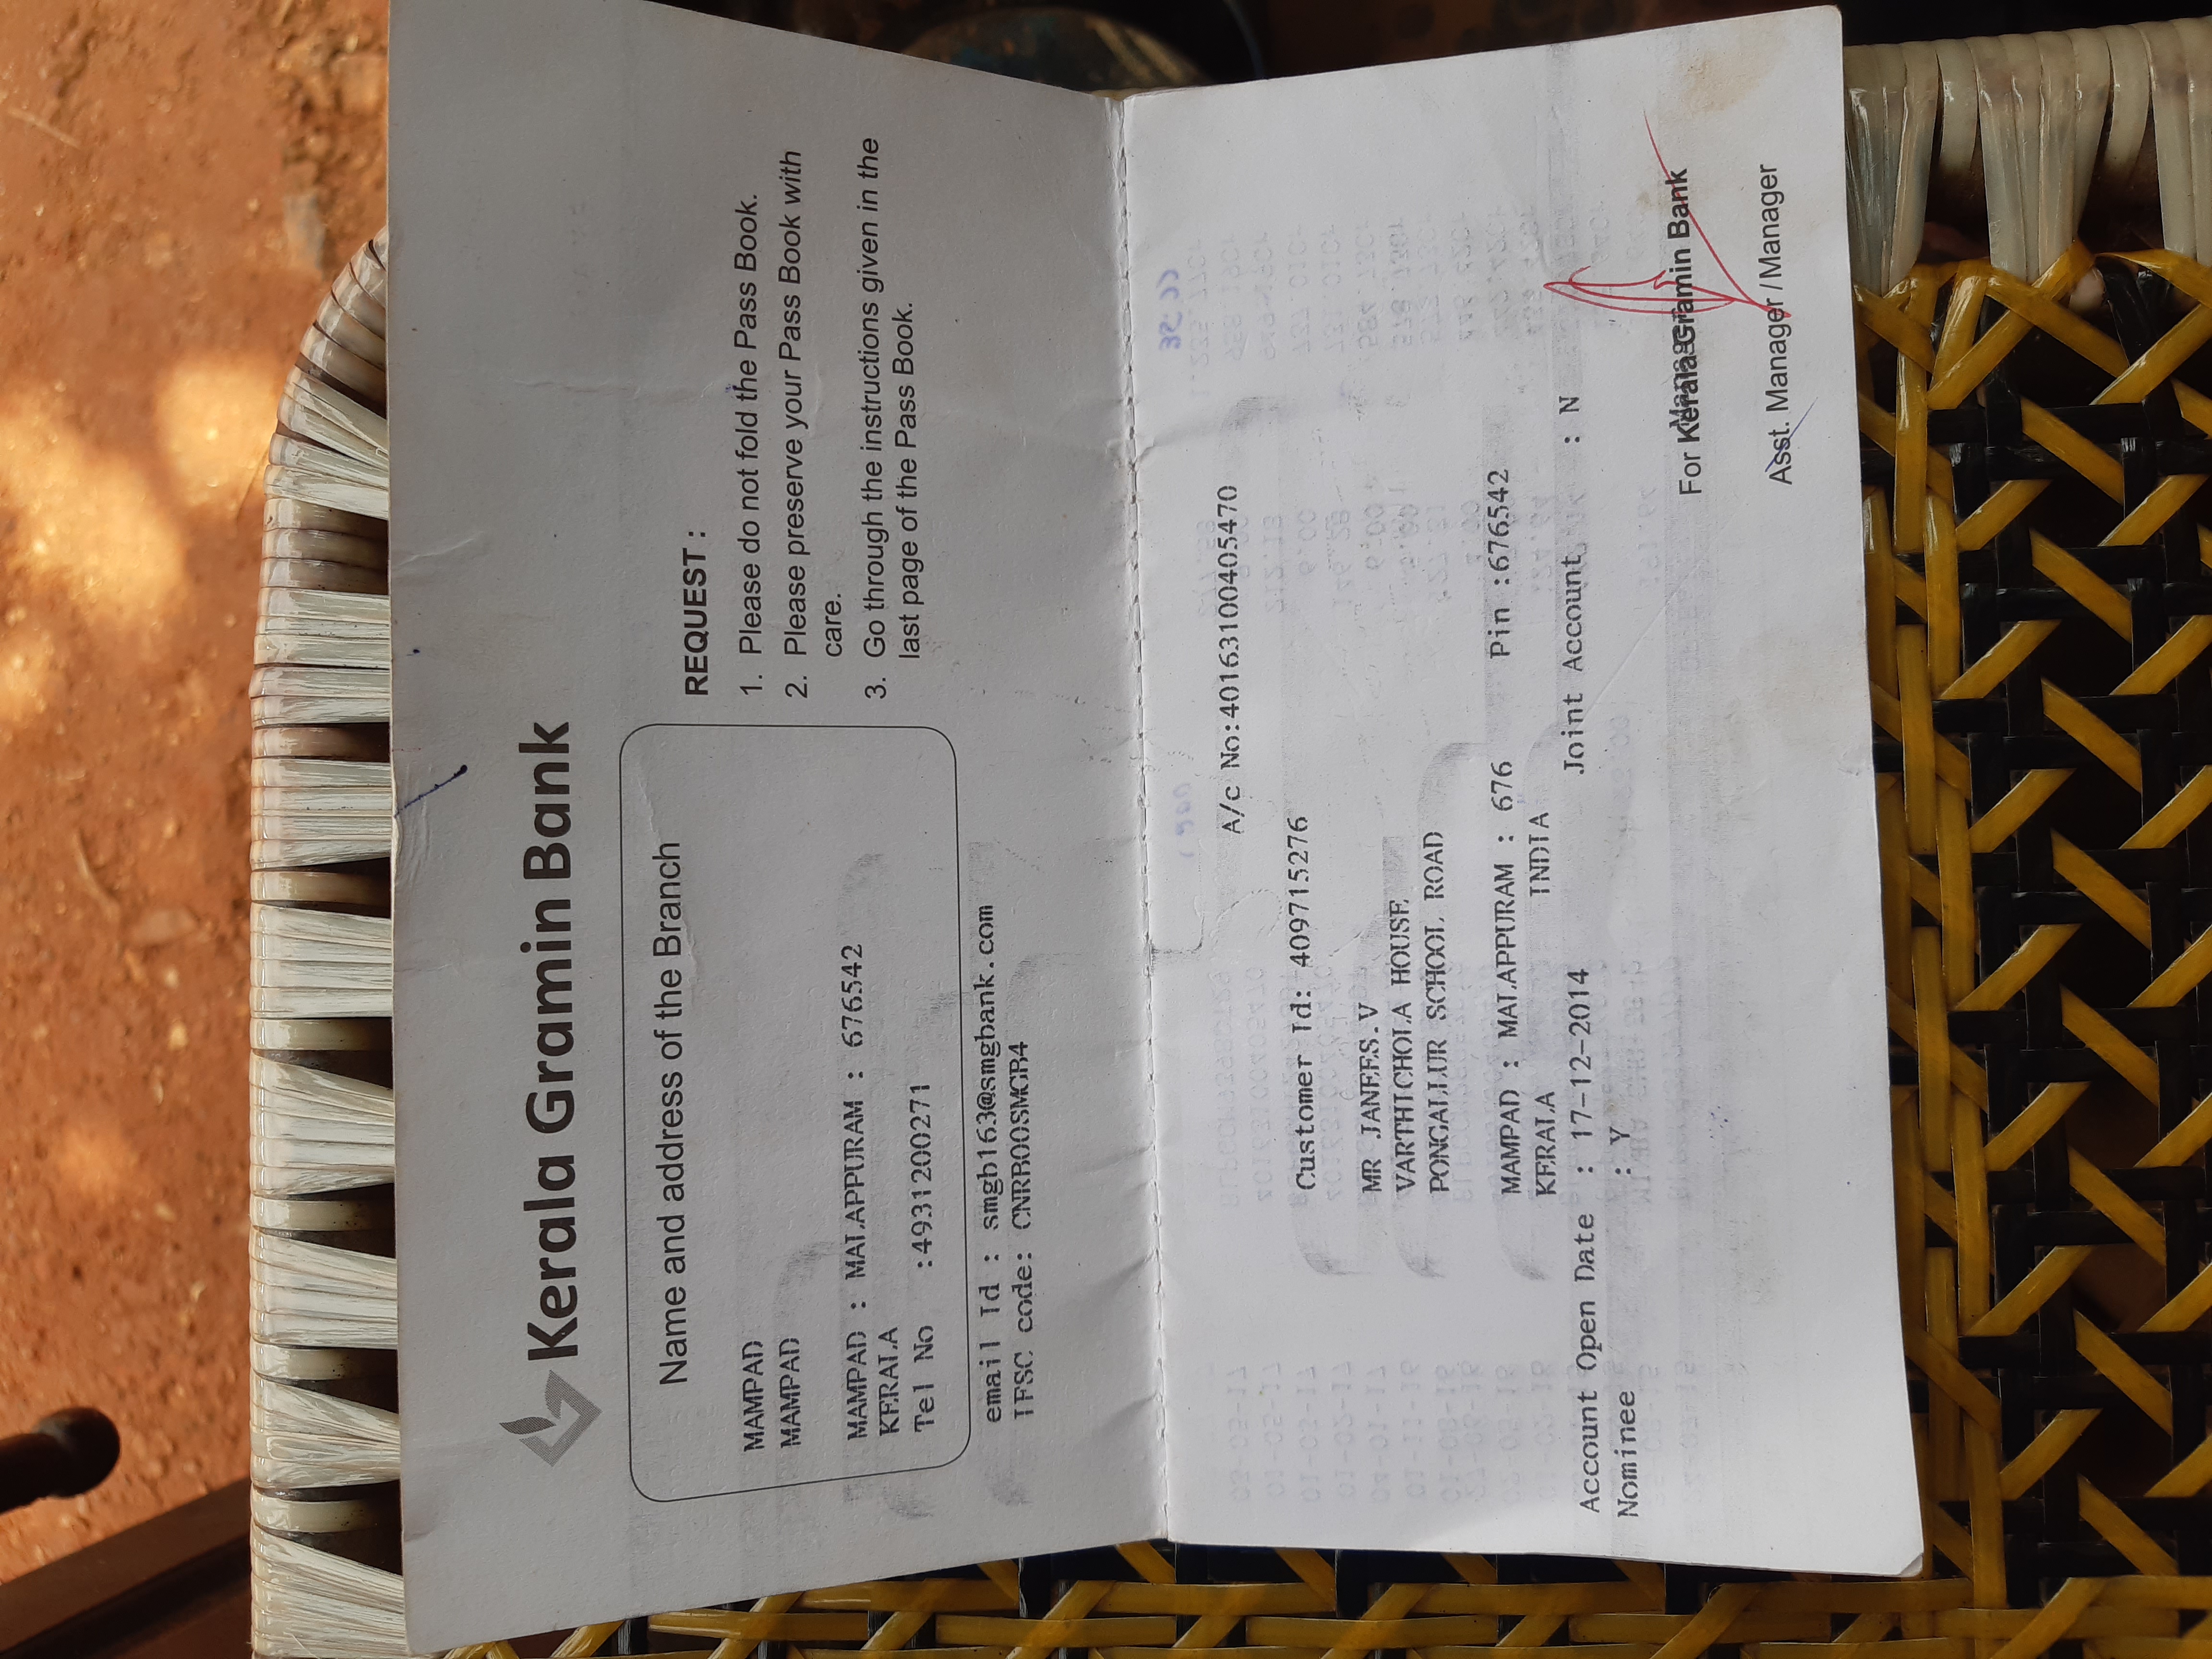 Kerala Gramin Bank
Name and address of the Branch
MAMPAD
MAMPAD
MAMPAD : MALAPPURAM : 676542
KERALA
Tel No :4931200271
email Id : smgb163@smgbank.com
IFSC code: CNRB00SMGB4
REQUEST :
1. Please do not fold the Pass Book.
2. Please preserve your Pass Book with
care.
3. Go through the instructions given in the
last page of the Pass Book.
A/c No:40163100405470
Customer Id: 409715276
MR JANEES.V
VARTHICHOLA HOUSE
PONGALLUR SCHOOL ROAD
MAMPAD : MALAPPURAM : 676 Pin :676542
KERALA INDIA
Account Open Date : 17-12-2014 Joint Account : N
Nominee : Y
Manager
For Kerala Gramin Bank
Asst. Manager / Manager